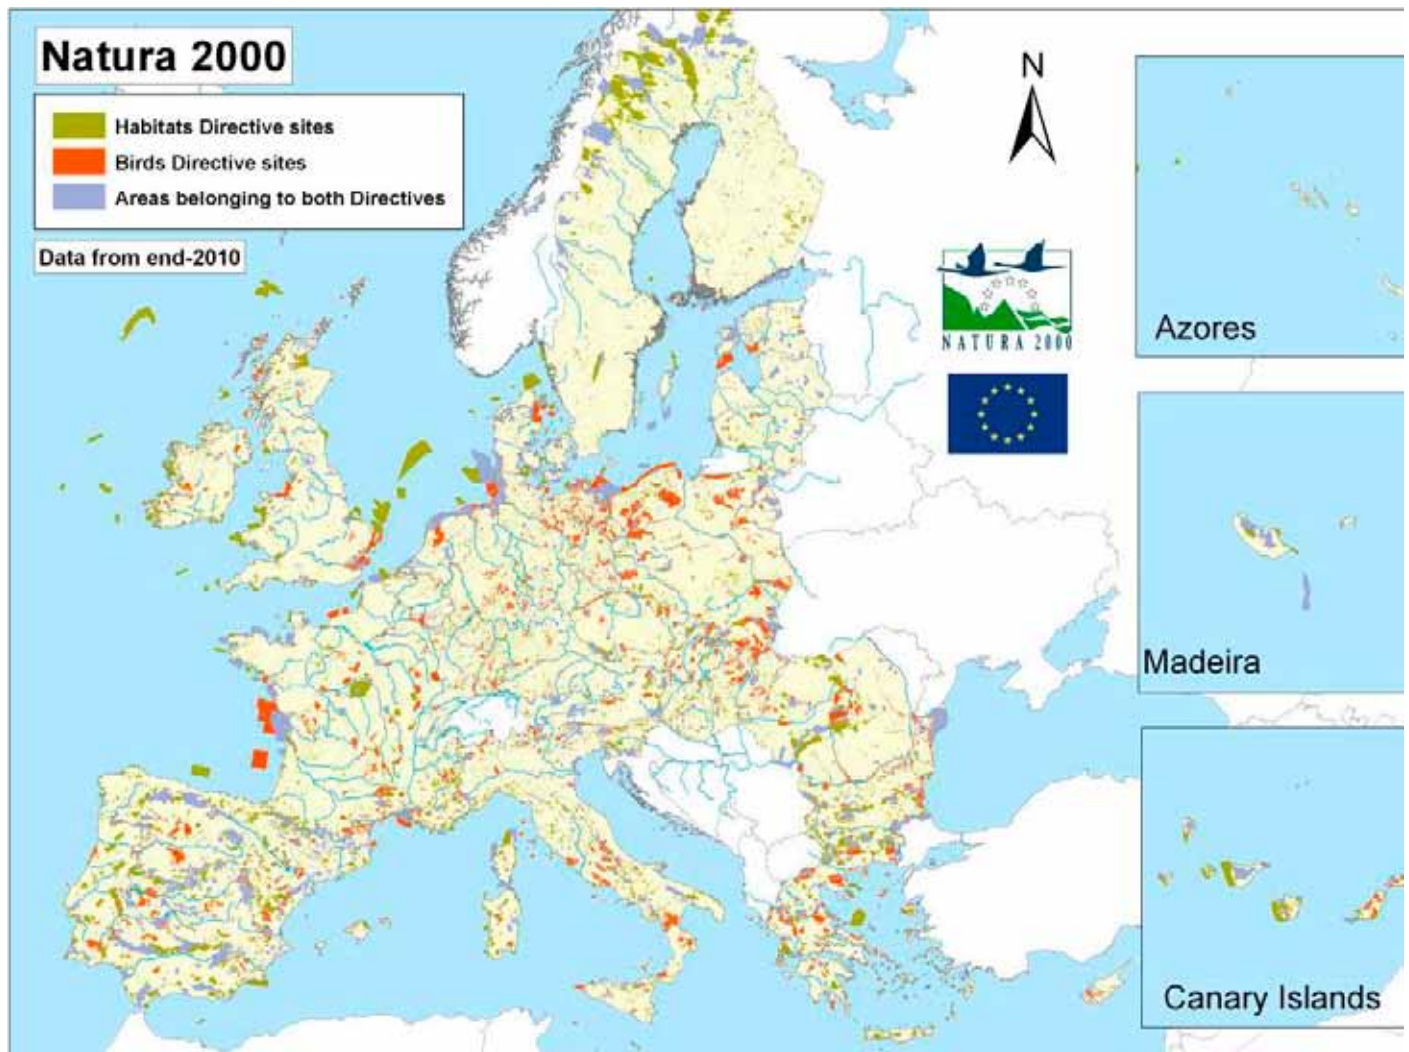 Natura 2000
Habitats Directive sites
Birds Directive sites
Areas belonging to both Directives
Data from end-2010
N
NATURA 2000
Azores
Madeira
Canary Islands